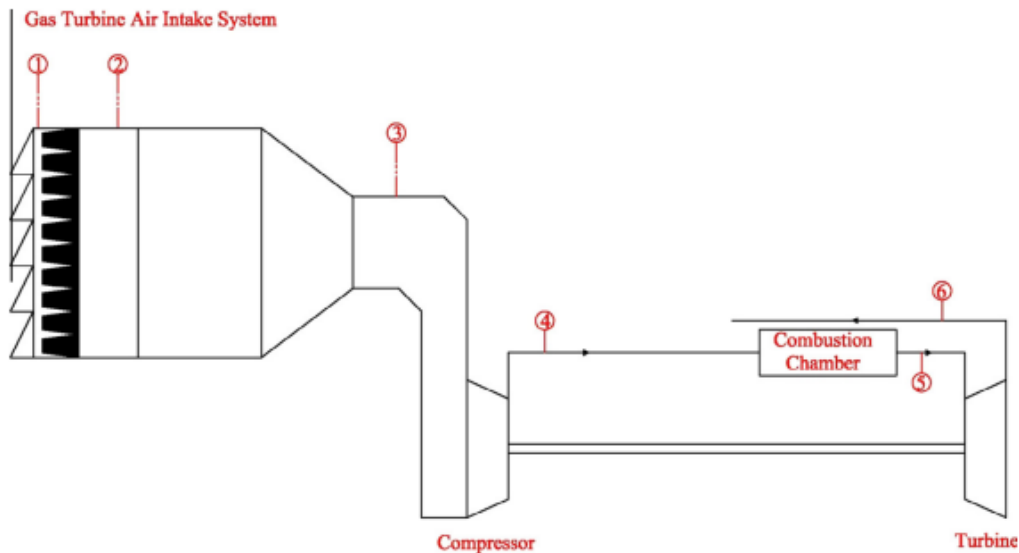 Gas Turbine Air Intake System
①
②
③
④
⑥
Combustion
Chamber
⑤
Compressor
Turbine